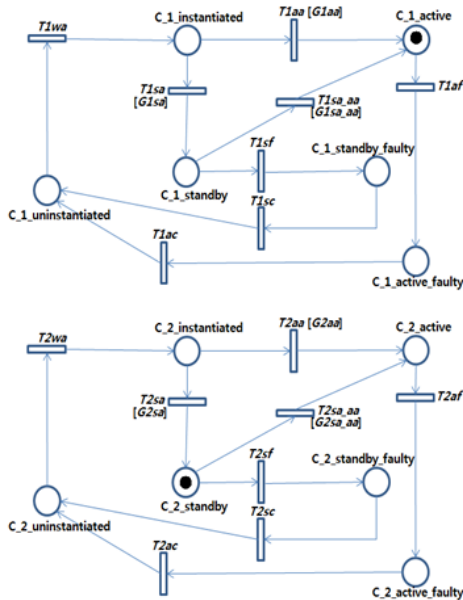 C_1_instantiated
T1aa [G1aa]
C_1_active
T1wa
T1sa
[G1sa]
T1sa_aa
[G1sa_aa]
T1af
T1sf
C_1_standby_faulty
C_1_standby
C_1_uninstantiated
T1sc
T1ac
C_1_active_faulty
C_2_instantiated
T2aa [G2aa]
C_2_active
T2wa
T2sa
[G2sa]
T2sa_aa
[G2sa_aa]
T2af
T2sf
C_2_standby_faulty
C_2_standby
C_2_uninstantiated
T2sc
T2ac
C_2_active_faulty